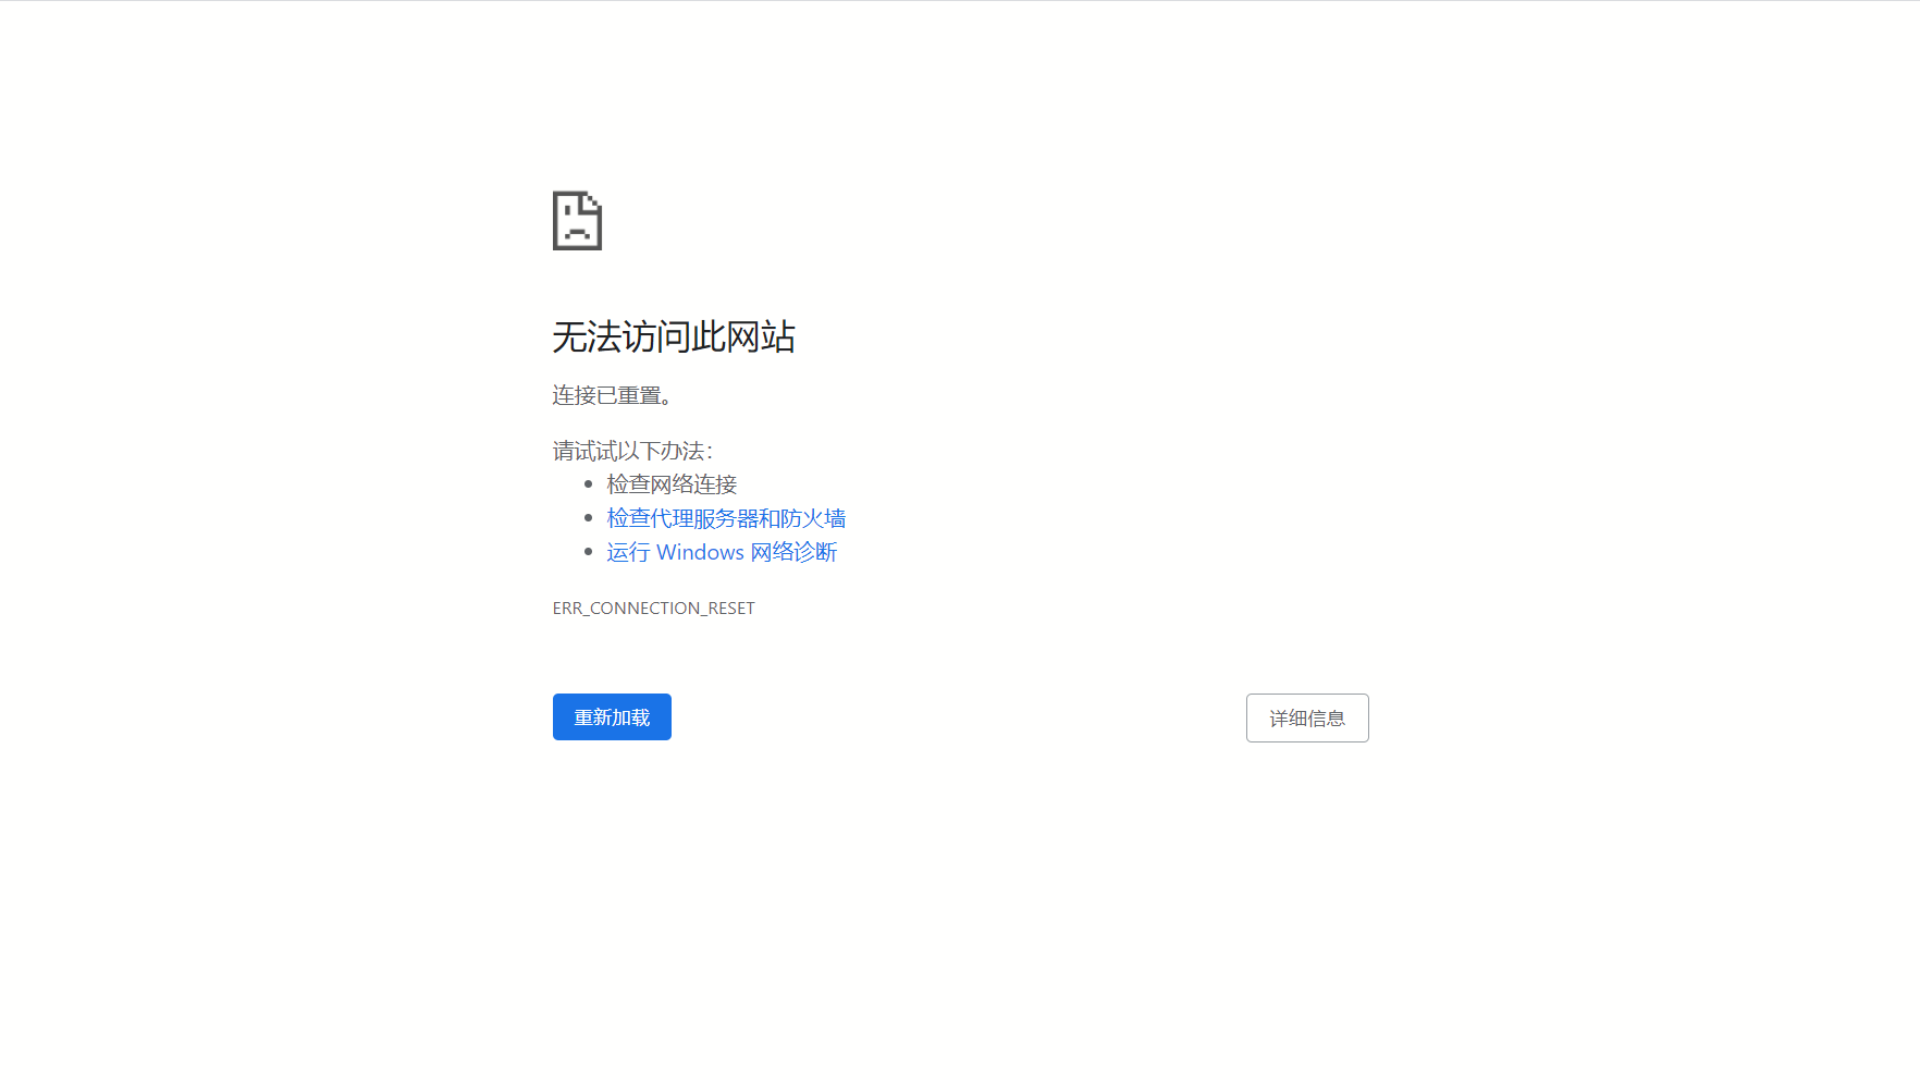 无法访问此网站
连接已重置。
请试试以下办法：
检查网络连接
检查代理服务器和防火墙
运行 Windows 网络诊断
ERR_CONNECTION_RESET
重新加载
详细信息